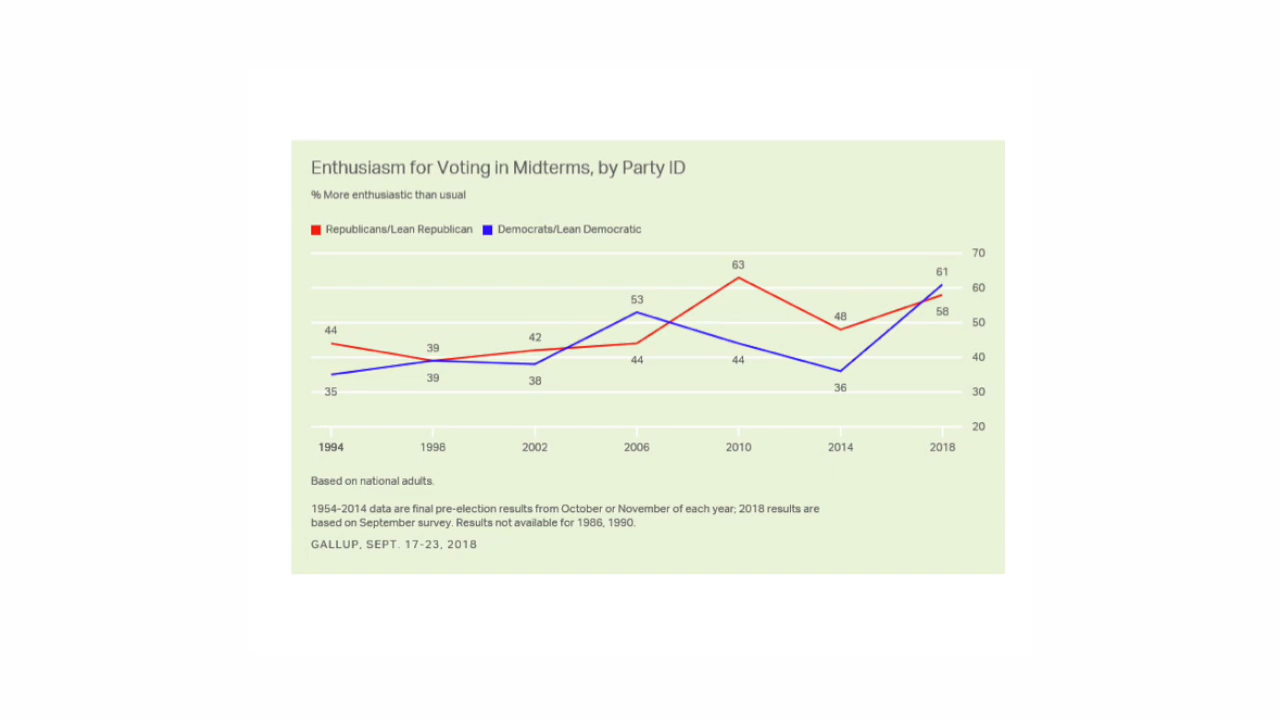 Enthusiasm for Voting in Midterms, by Party ID
% More enthusiastic than usual
Republicans/Lean Republican Democrats/Lean Democratic
70
63
61
60
53
58
48
50
44
42
39
44
44
40
39
38
36
35
30
20
1994 1998 2002 2006 2010 2014 2018
Based on national adults.
1954-2014 data are final pre-election results from October or November of each year; 2018 results are
based on September survey. Results not available for 1986, 1990.
GALLUP, SEPT. 17-23, 2018